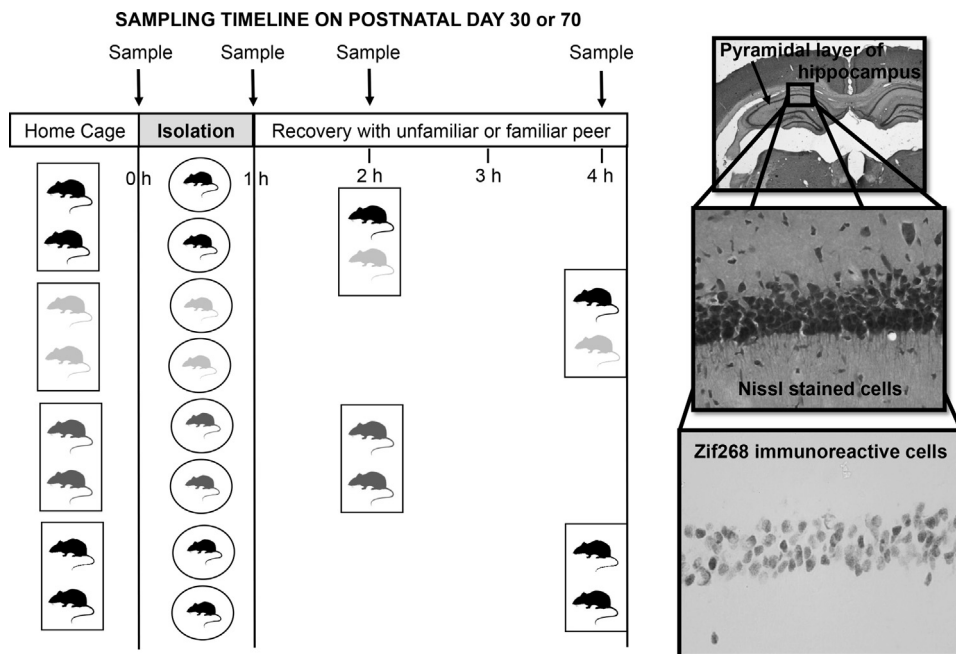 SAMPLING TIMELINE ON POSTNATAL DAY 30 or 70
Sample
Sample
Sample
Sample
Home Cage
Isolation
Recovery with unfamiliar or familiar peer
0 h
1 h
2 h
3 h
4 h
Pyramidal layer of
hippocampus
Nissl stained cells
Zif268 immunoreactive cells